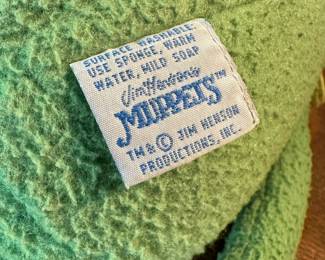 SURFACE WASHABLE:
USE SPONGE, WARM
WATER, MILD SOAP
Jim Henson's
MUPPETS™
TM & © JIM HENSON
PRODUCTIONS, INC.